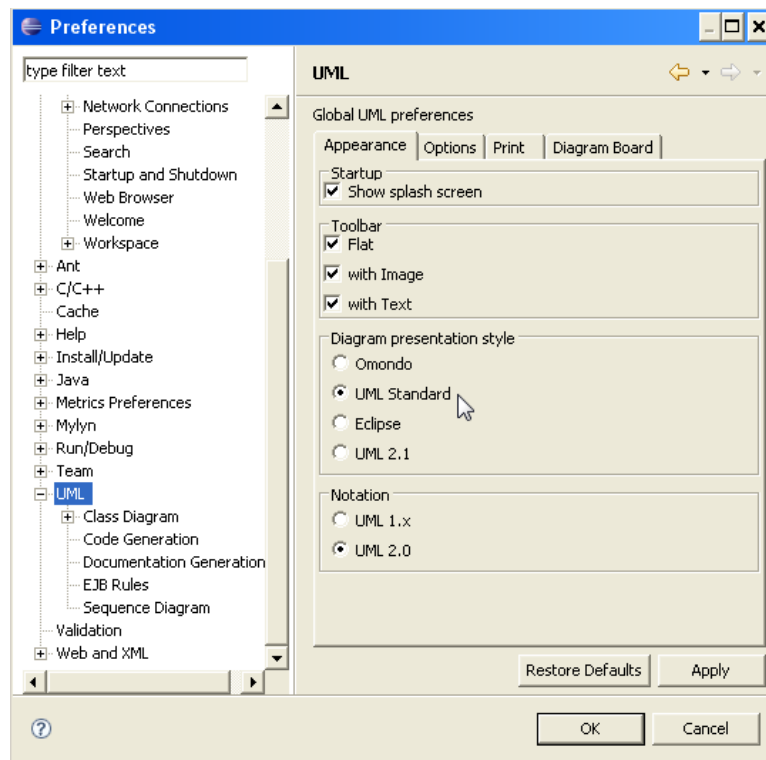 Preferences
type filter text
Network Connections
Perspectives
Search
Startup and Shutdown
Web Browser
Welcome
Workspace
Ant
C/C++
Cache
Help
Install/Update
Java
Metrics Preferences
Mylyn
Run/Debug
Team
UML
Class Diagram
Code Generation
Documentation Generation
EJB Rules
Sequence Diagram
Validation
Web and XML
UML
Global UML preferences
Appearance Options Print Diagram Board
Startup
Show splash screen
Toolbar
Flat
with Image
with Text
Diagram presentation style
Omondo
UML Standard
Eclipse
UML 2.1
Notation
UML 1.x
UML 2.0
Restore Defaults Apply
OK Cancel